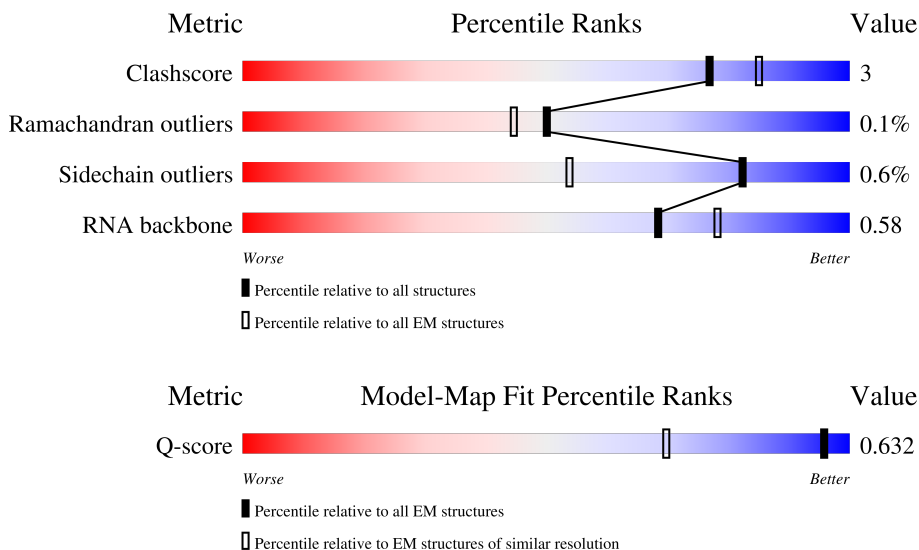 Metric Percentile Ranks Value
Clashscore 3
Ramachandran outliers 0.1%
Sidechain outliers 0.6%
RNA backbone 0.58
Worse Better
Percentile relative to all structures
Percentile relative to all EM structures
Metric Model-Map Fit Percentile Ranks Value
Q-score 0.632
Worse Better
Percentile relative to all EM structures
Percentile relative to EM structures of similar resolution